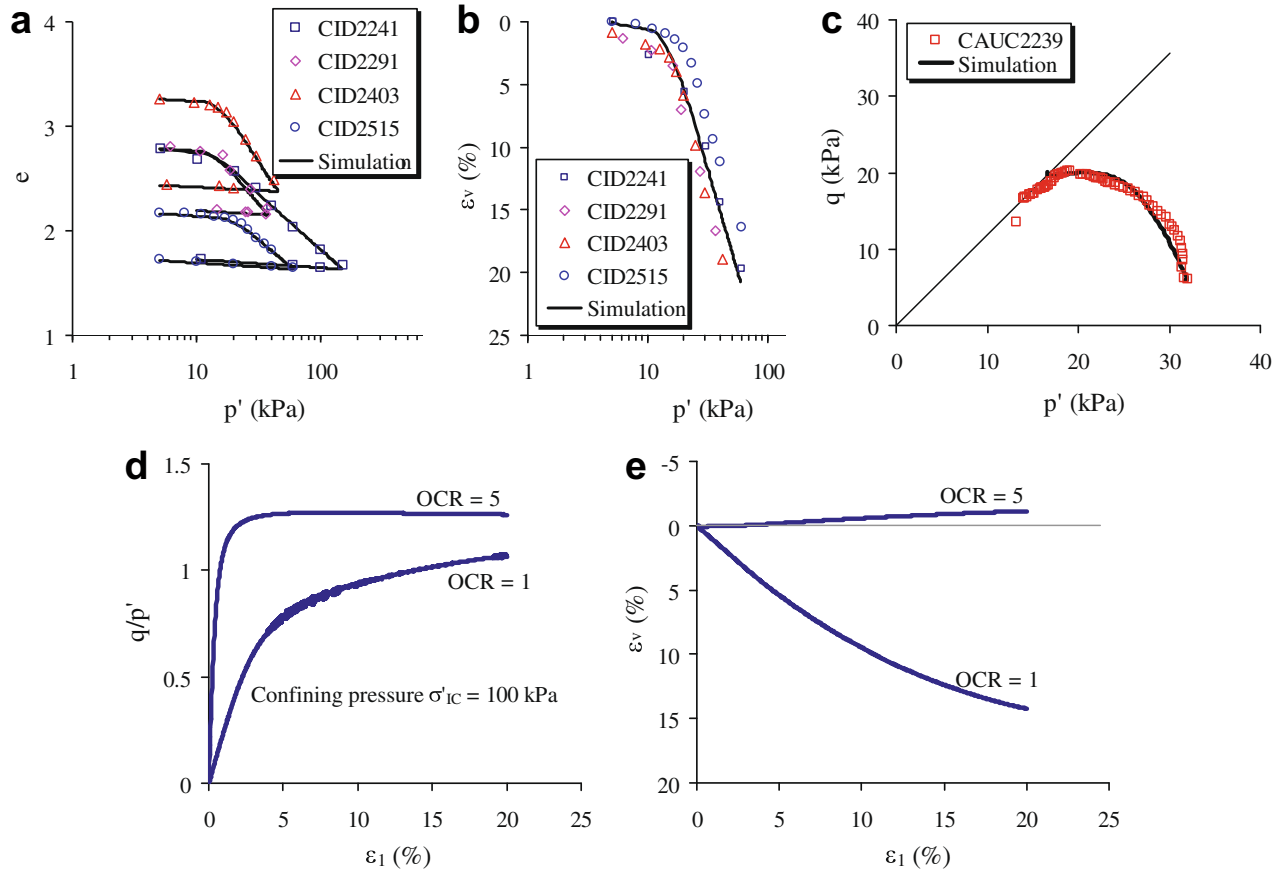 a
4
3
2
1
e
1
10
100
p' (kPa)
CID2241
CID2291
CID2403
CID2515
Simulation
b
0
5
10
15
20
25
εv (%)
1
10
100
p' (kPa)
CID2241
CID2291
CID2403
CID2515
Simulation
c
40
30
20
10
0
q (kPa)
0
10
20
30
40
p' (kPa)
CAUC2239
Simulation
d
1.5
1
0.5
0
q/p'
0
5
10
15
20
25
ε1 (%)
OCR = 5
OCR = 1
Confining pressure σ'IC = 100 kPa
e
-5
0
5
10
15
20
εv (%)
0
5
10
15
20
25
ε1 (%)
OCR = 5
OCR = 1